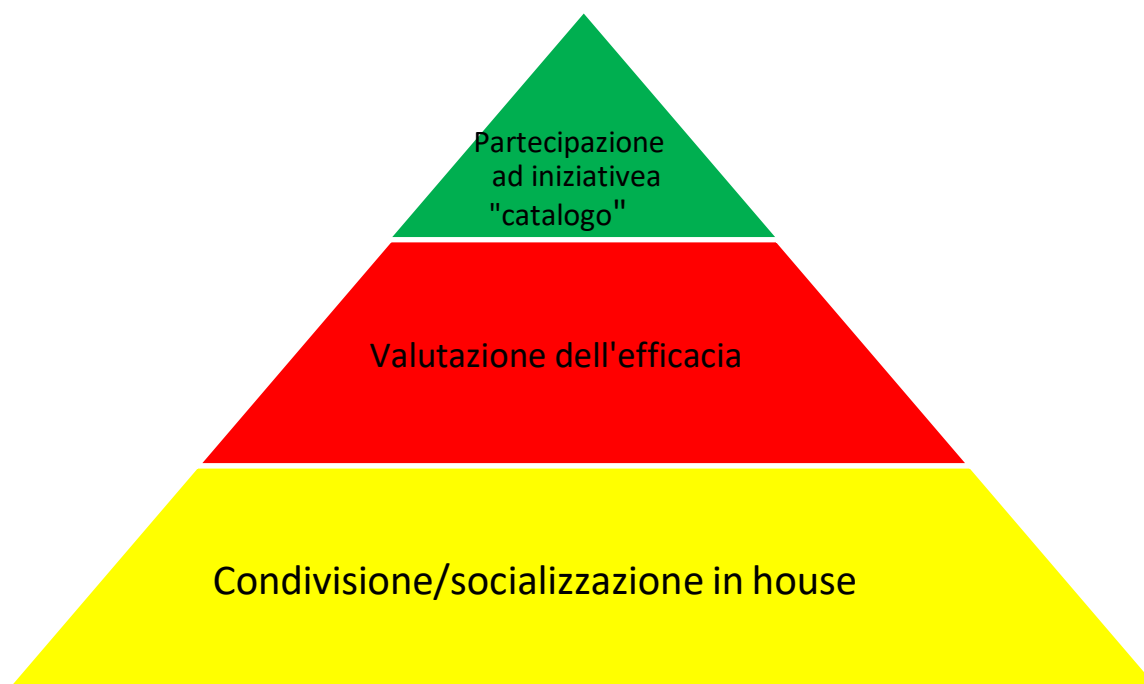 Partecipazione
ad iniziativea
"catalogo"
Valutazione dell'efficacia
Condivisione/socializzazione in house